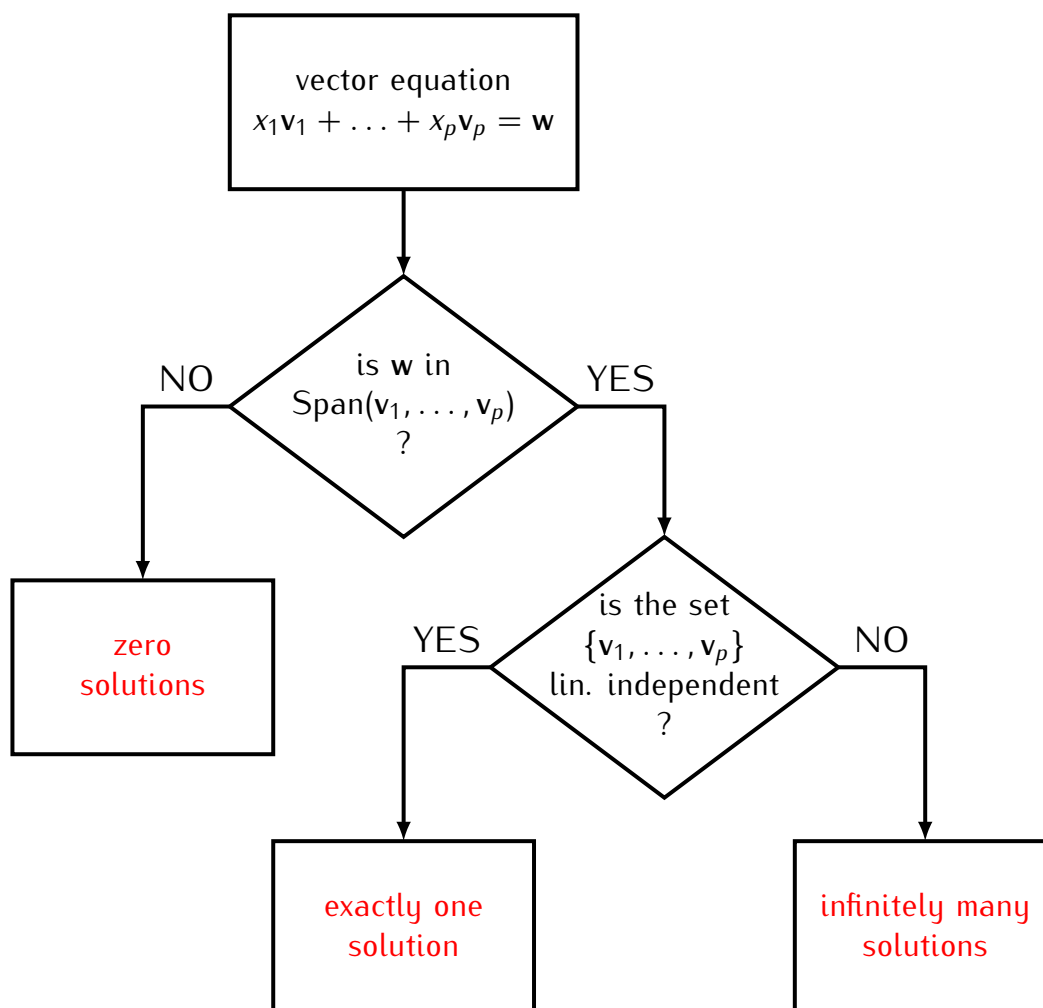 vector equation
x₁v₁ + . . . + xₚvₚ = w
is w in
Span(v₁, . . . , vₚ)
?
NO
YES
zero
solutions
is the set
{v₁, . . . , vₚ}
lin. independent
?
YES
NO
exactly one
solution
infinitely many
solutions